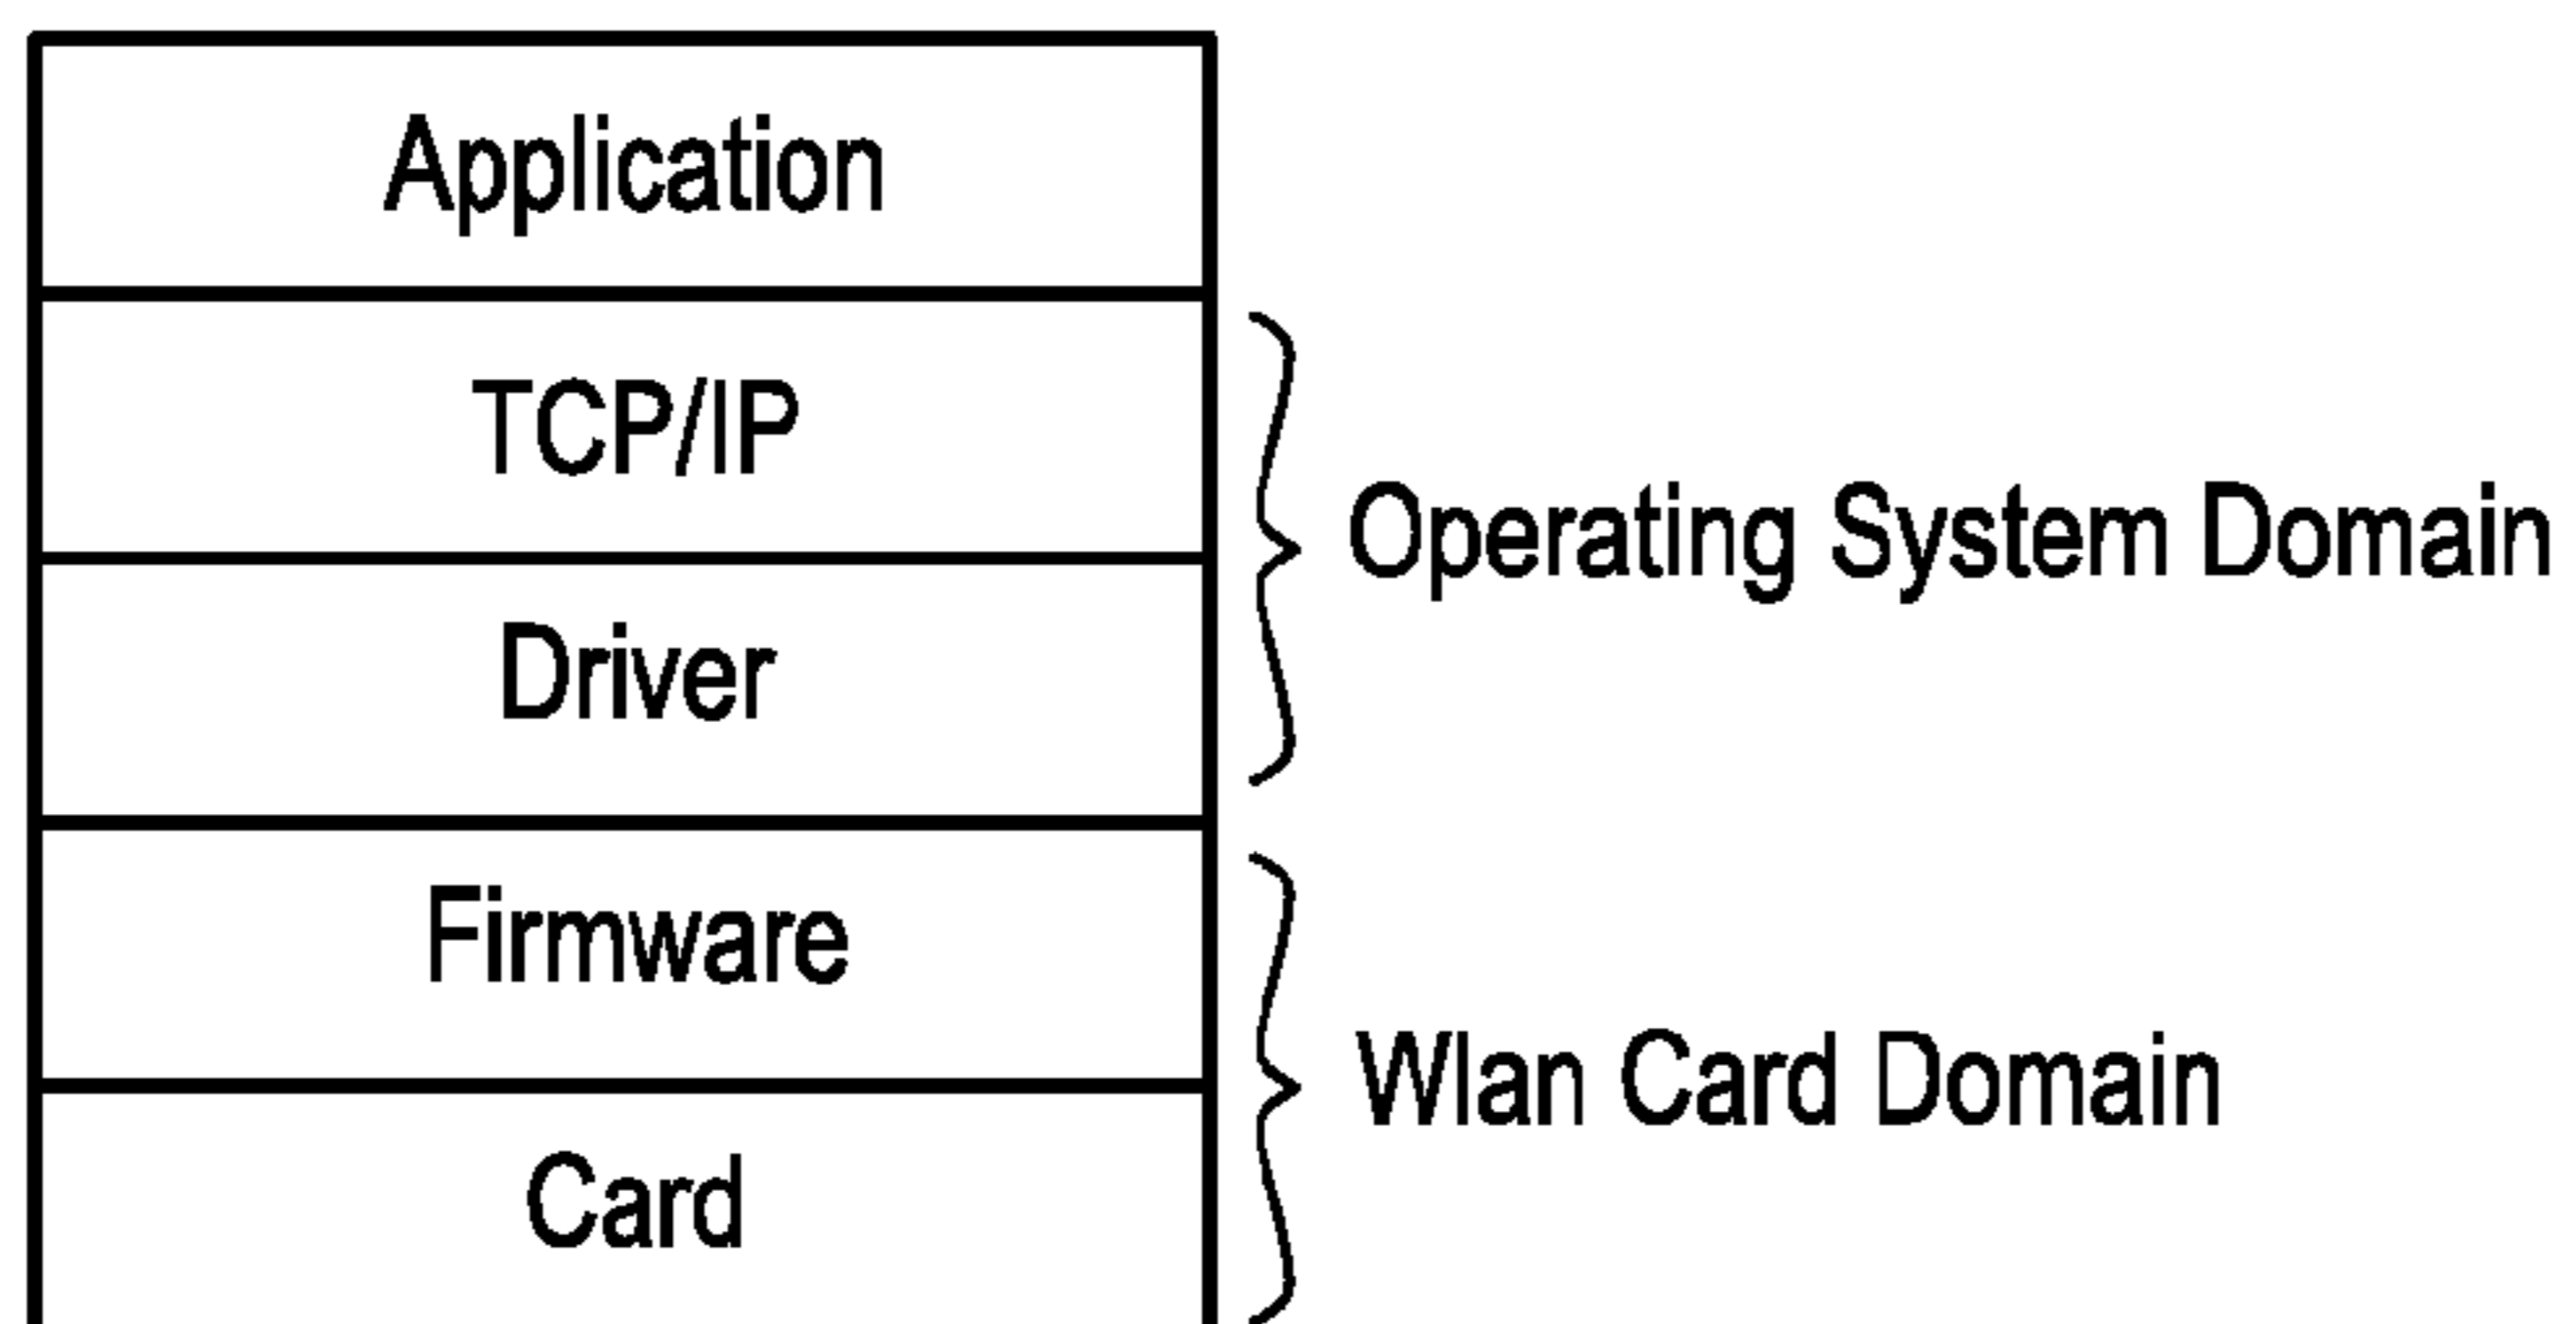 Application
TCP/IP
Operating System Domain
Driver
Firmware
Wlan Card Domain
Card